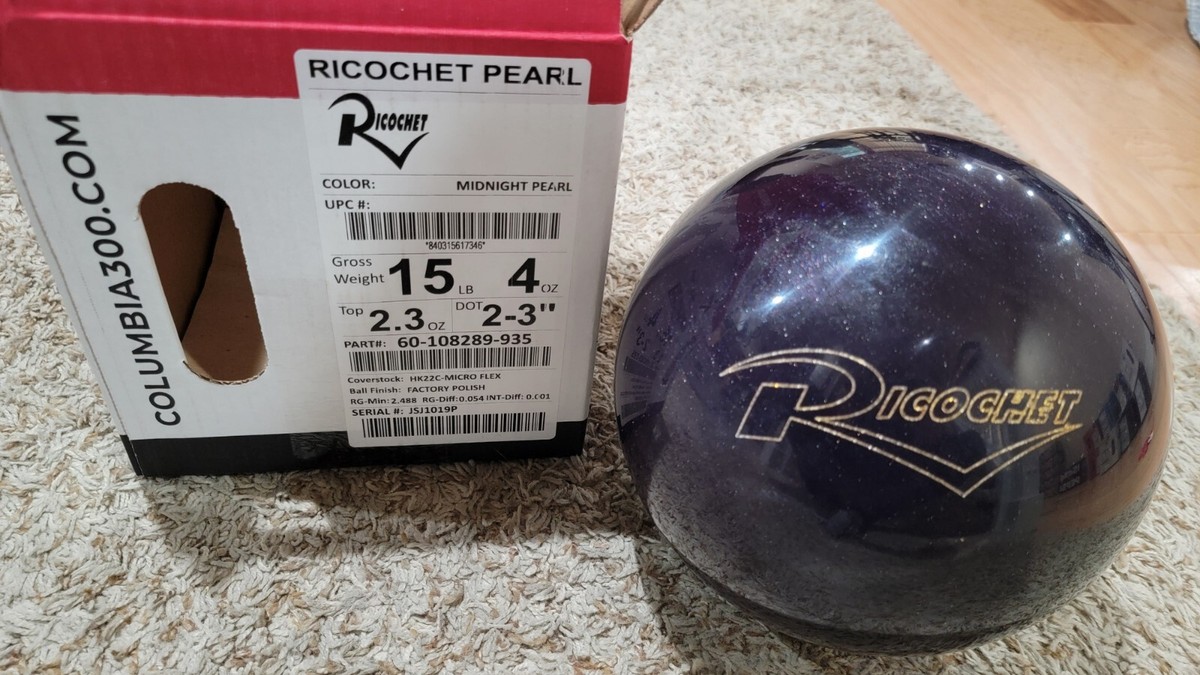 COLUMBIA300.COM
RICOCHET PEARL
RICOCHET
COLOR: MIDNIGHT PEARL
UPC #:
*840315617346*
Gross Weight 15 LB 4 OZ
Top 2.3 OZ DOT 2-3"
PART#: 60-108289-935
Coverstock: HK22C-MICRO FLEX
Ball Finish: FACTORY POLISH
RG-Min: 2.488 RG-Diff: 0.054 INT-Diff: 0.001
SERIAL #: JSJ1019P
RICOCHET